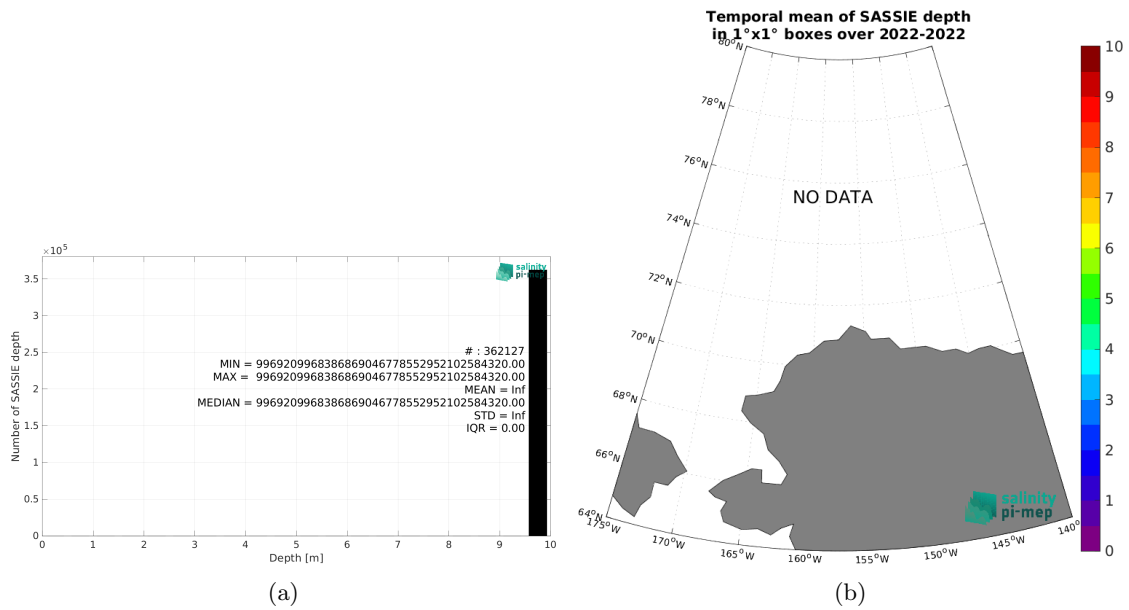 ×10⁵
3.5
3
2.5
2
1.5
1
0.5
0
Number of SASSIE depth
salinity
pi-mep
# : 362127
MIN = 9969209968386869046778552952102584320.00
MAX = 9969209968386869046778552952102584320.00
MEAN = Inf
MEDIAN = 9969209968386869046778552952102584320.00
STD = Inf
IQR = 0.00
0 1 2 3 4 5 6 7 8 9 10
Depth [m]
(a)
Temporal mean of SASSIE depth
in 1°x1° boxes over 2022-2022
80°N
78°N
76°N
74°N
72°N
70°N
68°N
66°N
64°N
NO DATA
175°W
170°W
165°W
160°W
155°W
150°W
145°W
140°
salinity
pi-mep
10
9
8
7
6
5
4
3
2
1
0
(b)